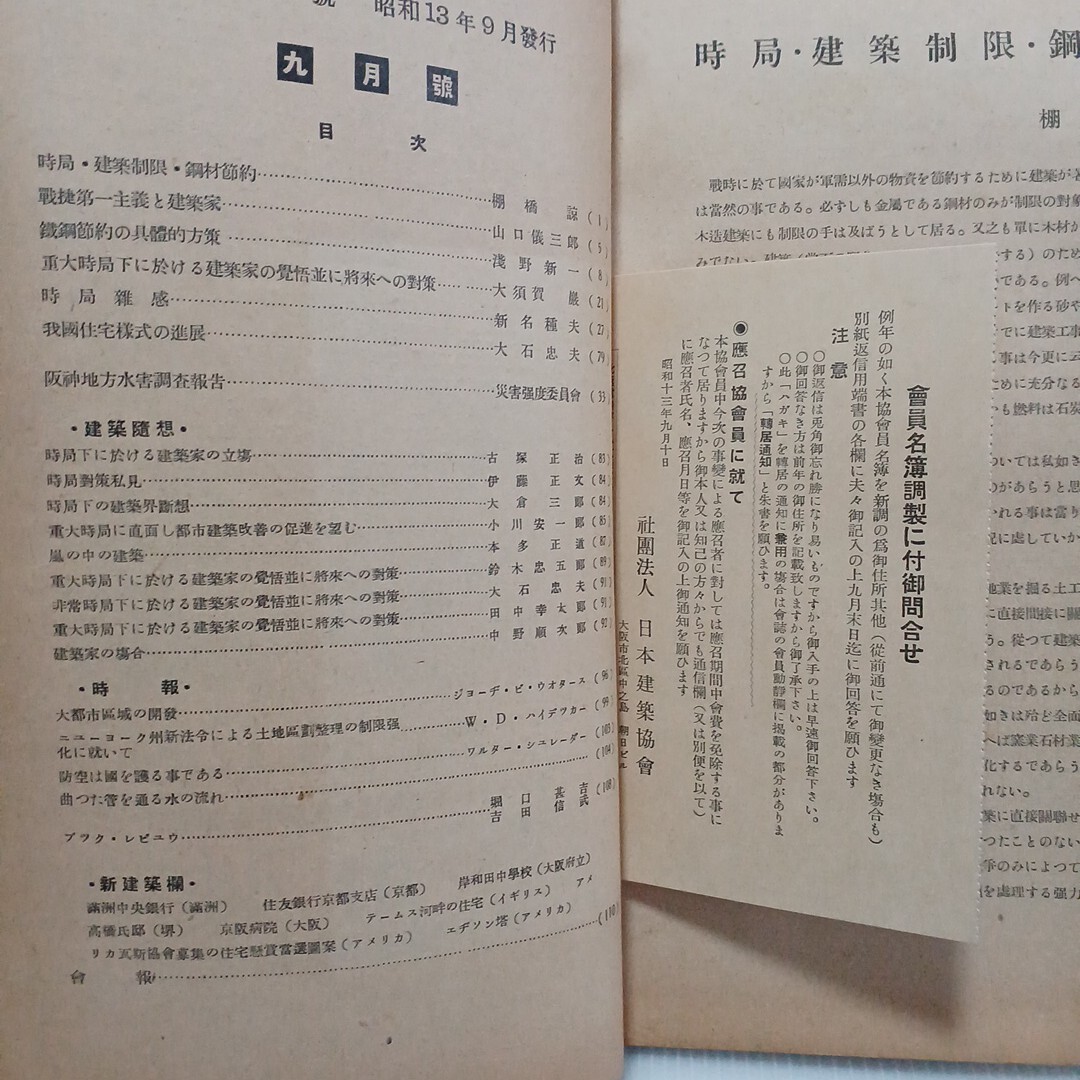 號 昭和13年9月發行
九月號
目次
時局・建築制限・鋼材節約……棚橋諒(1)
戰捷第一主義と建築家……山口儀三郎(5)
鐵鋼節約の具體的方策……淺野新一(8)
重大時局下に於ける建築家の覺悟並に將來への對策……大須賀巖(21)
時局雜感……新名種夫(27)
我國住宅樣式の進展……大石忠夫(79)
阪神地方水害調査報告……災害强度委員會(33)
・建築隨想・
時局下に於ける建築家の立場……古塚正治(83)
時局對策私見……伊藤正文(84)
時局下の建築界斷想……大倉三郎(84)
重大時局に直面し都市建築改善の促進を望む……小川安一郎(85)
嵐の中の建築……本多正道(87)
重大時局下に於ける建築家の覺悟並に將來への對策……鈴木忠五郎(89)
非常時局下に於ける建築家の覺悟並に將來への對策……大石忠夫(91)
重大時局下に於ける建築家の覺悟並に將來への對策……田中幸太郎(91)
建築家の場合……中野順次郎(92)
・時報・
大都市區域の開發……ジョーヂ・ピ・ウオタース(96)
ニューヨーク州新法令による土地區劃整理の制限强化に就いて……W・D・ハイデツカー(99)
防空は國を護る事である……ワルター・シユレーダー(103)
曲つた管を通る水の流れ……(104)
ブツク・レビユウ……堀口甚吉 吉田信武(108)
・新建築欄・
滿洲中央銀行(滿洲) 住友銀行京都支店(京都) 岸和田中學校(大阪府立)
高橋氏邸(堺) 京阪病院(大阪) テームス河畔の住宅(イギリス) アメ
リカ瓦斯協會募集の住宅懸賞當選圖案(アメリカ) エヂソン塔(アメリカ)
會報……(110)
時局・建築制限・鋼
棚
戰時に於て國家が軍需以外の物資を節約するために建築が著
は當然の事である。必ずしも金屬である鋼材のみが制限の對象
木造建築にも制限の手は及ばうとして居る。又之も單に木材が
會員名簿調製に付御問合せ
例年の如く本協會員名簿を新調の爲御住所其他(從前通にて御變更なき場合も)
別紙返信用端書の各欄に夫々御記入の上九月末日迄に御回答を願ひます
注意
○御返信は兎角御忘れ勝になり易いものですから御入手の上は早速御回答下さい。
○御回答なき方は前年の御住所を記載致しますから御了承下さい。
○此「ハガキ」を轉居の通知に兼用の場合は會誌の會員動靜欄に掲載の都合がありま
すから「轉居通知」と朱書を願ひます。
●應召協會員に就て
本協會員中今次の事變による應召者に對しては應召期間中會費を免除する事に
なつて居りますから御本人又は知己の方々からでも通信欄(又は別便を以て)
に應召者氏名、應召月日等を御記入の上御通知を願ひます
昭和十三年九月十日
社團法人 日本建築協會
大阪市北區中之島 朝日ビル